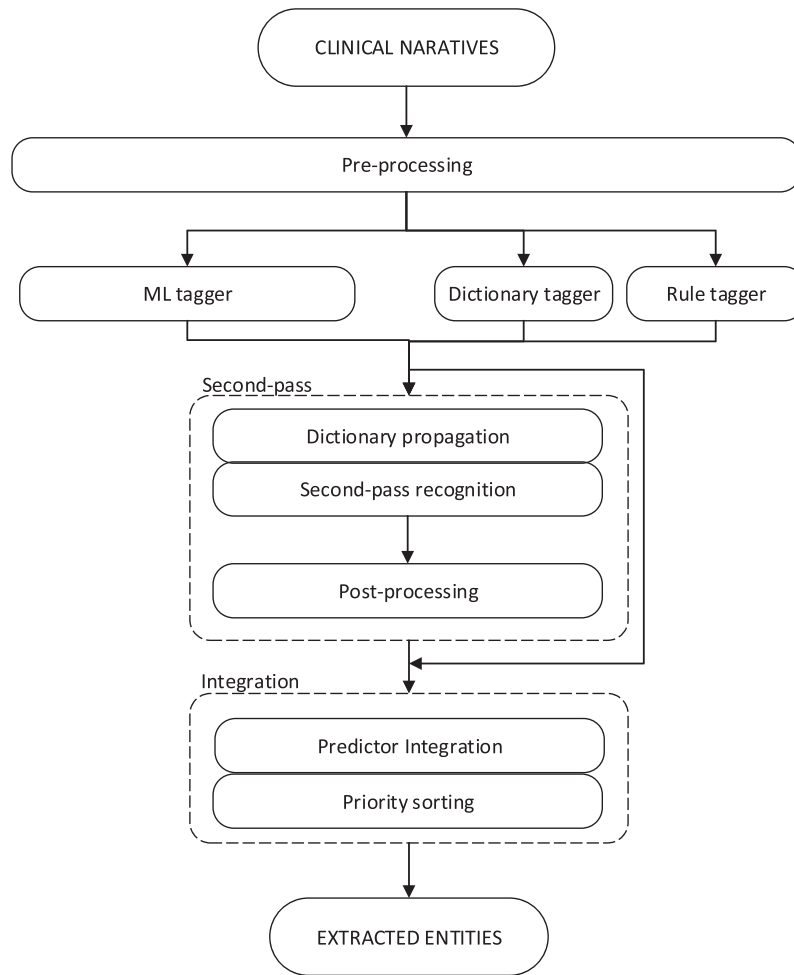 CLINICAL NARATIVES
Pre-processing
ML tagger
Dictionary tagger
Rule tagger
Second-pass
Dictionary propagation
Second-pass recognition
Post-processing
Integration
Predictor Integration
Priority sorting
EXTRACTED ENTITIES